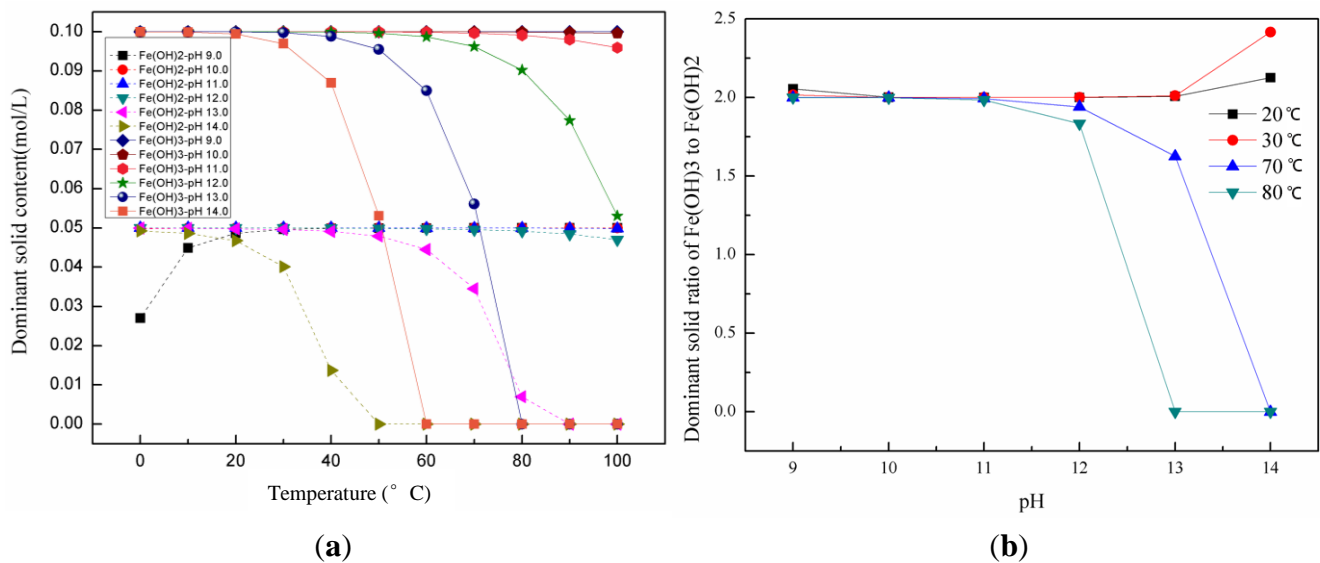 Dominant solid content(mol/L)
0.10
0.09
0.10
0.08
0.07
0.06
0.05
0.04
0.03
0.02
0.01
0.00
Fe(OH)2-pH 9.0
Fe(OH)2-pH 10.0
Fe(OH)2-pH 11.0
Fe(OH)2-pH 12.0
Fe(OH)2-pH 13.0
Fe(OH)2-pH 14.0
Fe(OH)3-pH 9.0
Fe(OH)3-pH 10.0
Fe(OH)3-pH 11.0
Fe(OH)3-pH 12.0
Fe(OH)3-pH 13.0
Fe(OH)3-pH 14.0
0 20 40 60 80 100
Temperature (° C)
(a)
Dominant solid ratio of Fe(OH)3 to Fe(OH)2
2.5
2.0
1.5
1.0
0.5
0.0
20℃
30℃
70℃
80℃
9 10 11 12 13 14
pH
(b)